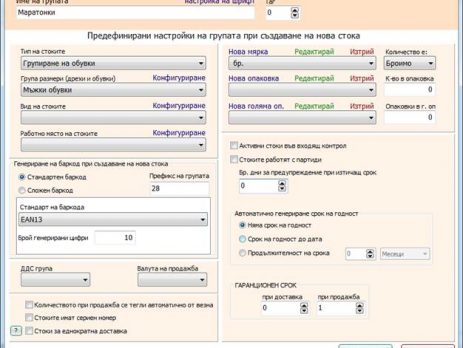 Име на групата настройка на шрифт Таг
Маратонки 0
Предефинирани настройки на групата при създаване на нова стока
Тип на стоките
Групиране на обувки
Група размери (дрехи и обувки) Конфигуриране
Мъжки обувки
Вид на стоките Конфигуриране
Работно място на стоките Конфигуриране
Нова мярка Редактирай Изтрий Количество е:
бр. Броимо
Нова опаковка Редактирай Изтрий К-во в опаковка
0
Нова голяма оп. Редактирай Изтрий Опаковки в г. оп
0
Генериране на баркод при създаване на нова стока
Стандартен баркод Префикс на групата
Сложен баркод 28
Стандарт на баркода
EAN13
Брой генерирани цифри 10
Активни стоки във входящ контрол
Стоките работят с партиди
Бр. дни за предупреждение при изтичащ срок
0
Автоматично генериране срок на годност
Няма срок на годност
Срок на годност до дата
Продължителност на срока 0 Месеци
ДДС група Валута на продажба
Количеството при продажба се тегли автоматично от везна
Стоките имат сериен номер
? Стоки за еднократна доставка
ГАРАНЦИОНЕН СРОК
при доставка при продажба
0 1